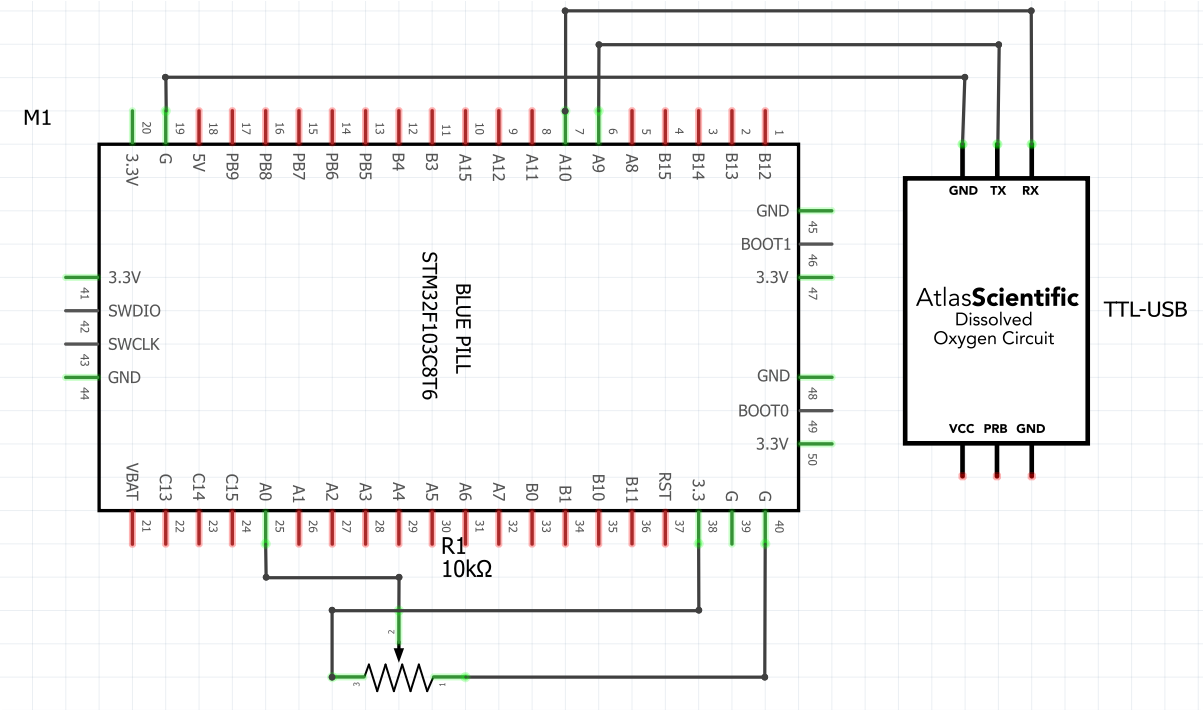 M1
20 19 18 17 16 15 14 13 12 11 10 9 8 7 6 5 4 3 2 1
3.3V G 5V PB9 PB8 PB7 PB6 PB5 B4 B3 A15 A12 A11 A10 A9 A8 B15 B14 B13 B12
GND TX RX
GND
45
BOOT1
46
3.3V
47
3.3V
41
SWDIO
42
SWCLK
43
GND
44
BLUE PILL
STM32F103C8T6
AtlasScientific
Dissolved
Oxygen Circuit
TTL-USB
GND
48
BOOT0
49
3.3V
50
VCC PRB GND
VBAT C13 C14 C15 A0 A1 A2 A3 A4 A5 A6 A7 B0 B1 B10 B11 RST 3.3 G G
21 22 23 24 25 26 27 28 29 30 31 32 33 34 35 36 37 38 39 40
R1
10kΩ
2
3 1